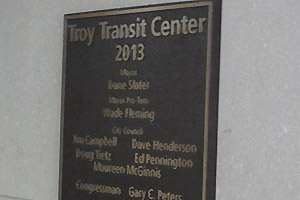 Troy Transit Center
2013
Mayor
Dane Slater
Mayor Pro-Tem
Wade Fleming
City Council
Jim Campbell Dave Henderson
Doug Tietz Ed Pennington
Maureen McGinnis
Congressman Gary C. Peters